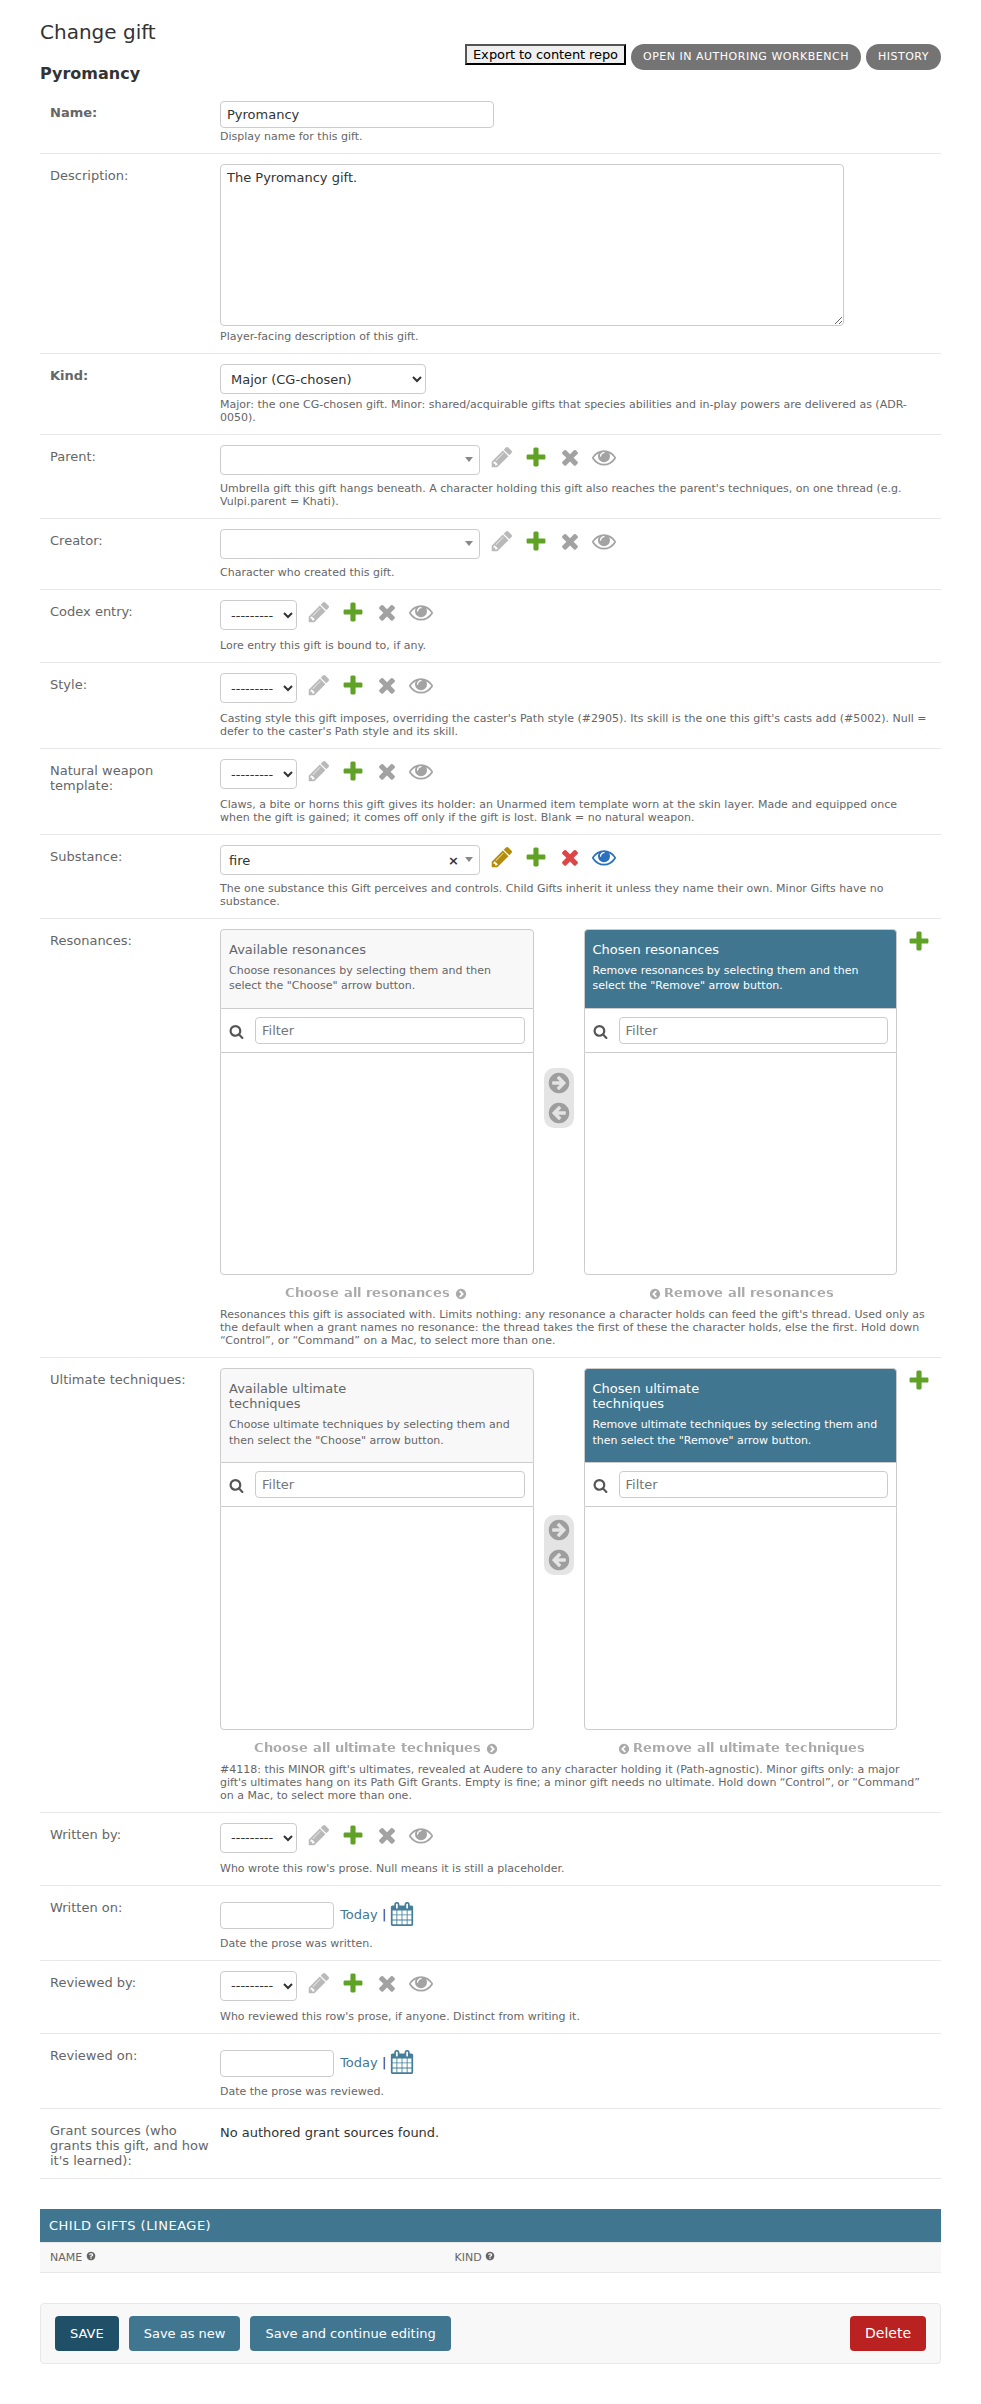 Change gift
Export to content repo
OPEN IN AUTHORING WORKBENCH
HISTORY
Pyromancy
Name:
Pyromancy
Display name for this gift.
Description:
The Pyromancy gift.
Player-facing description of this gift.
Kind:
Major (CG-chosen)
Major: the one CG-chosen gift. Minor: shared/acquirable gifts that species abilities and in-play powers are delivered as (ADR-
0050).
Parent:
Umbrella gift this gift hangs beneath. A character holding this gift also reaches the parent's techniques, on one thread (e.g.
Vulpi.parent = Khati).
Creator:
Character who created this gift.
Codex entry:
---------
Lore entry this gift is bound to, if any.
Style:
---------
Casting style this gift imposes, overriding the caster's Path style (#2905). Its skill is the one this gift's casts add (#5002). Null =
defer to the caster's Path style and its skill.
Natural weapon
template:
---------
Claws, a bite or horns this gift gives its holder: an Unarmed item template worn at the skin layer. Made and equipped once
when the gift is gained; it comes off only if the gift is lost. Blank = no natural weapon.
Substance:
fire ×
The one substance this Gift perceives and controls. Child Gifts inherit it unless they name their own. Minor Gifts have no
substance.
Resonances:
Available resonances
Choose resonances by selecting them and then
select the "Choose" arrow button.
Filter
Choose all resonances
Chosen resonances
Remove resonances by selecting them and then
select the "Remove" arrow button.
Filter
Remove all resonances
Resonances this gift is associated with. Limits nothing: any resonance a character holds can feed the gift's thread. Used only as
the default when a grant names no resonance: the thread takes the first of these the character holds, else the first. Hold down
“Control”, or “Command” on a Mac, to select more than one.
Ultimate techniques:
Available ultimate
techniques
Choose ultimate techniques by selecting them and
then select the "Choose" arrow button.
Filter
Choose all ultimate techniques
Chosen ultimate
techniques
Remove ultimate techniques by selecting them and
then select the "Remove" arrow button.
Filter
Remove all ultimate techniques
#4118: this MINOR gift's ultimates, revealed at Audere to any character holding it (Path-agnostic). Minor gifts only: a major
gift's ultimates hang on its Path Gift Grants. Empty is fine; a minor gift needs no ultimate. Hold down “Control”, or “Command”
on a Mac, to select more than one.
Written by:
---------
Who wrote this row's prose. Null means it is still a placeholder.
Written on:
Today |
Date the prose was written.
Reviewed by:
---------
Who reviewed this row's prose, if anyone. Distinct from writing it.
Reviewed on:
Today |
Date the prose was reviewed.
Grant sources (who
grants this gift, and how
it's learned):
No authored grant sources found.
CHILD GIFTS (LINEAGE)
NAME
KIND
SAVE
Save as new
Save and continue editing
Delete